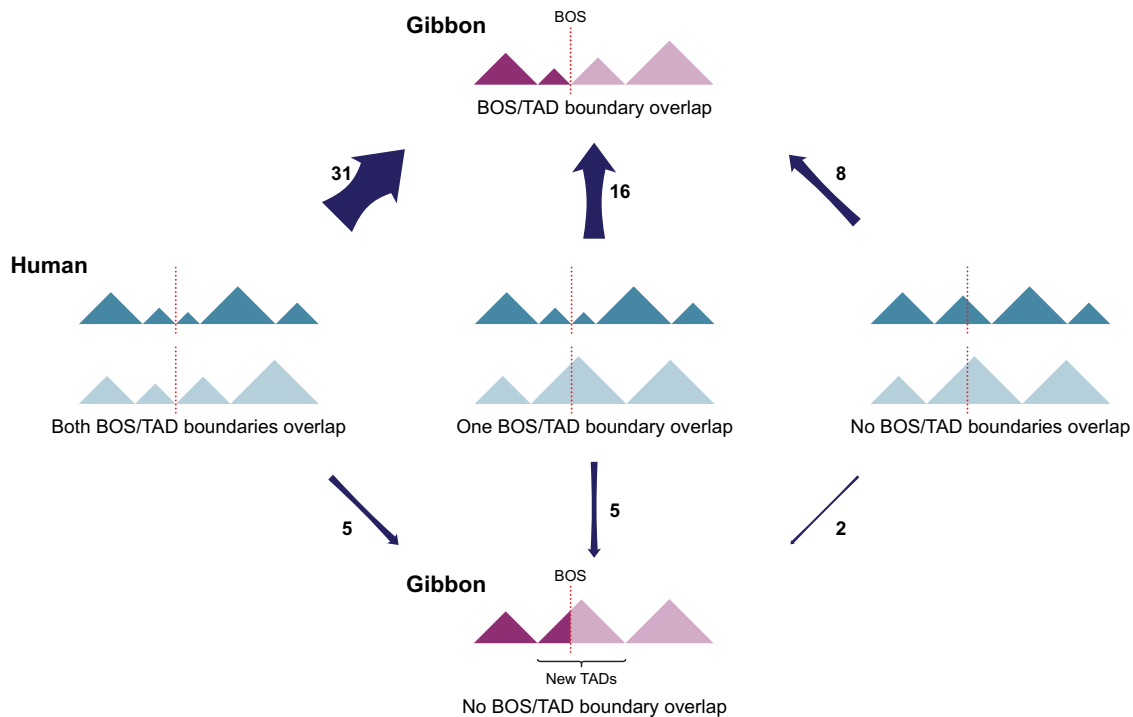 Gibbon
BOS
BOS/TAD boundary overlap
31
16
8
Human
Both BOS/TAD boundaries overlap
One BOS/TAD boundary overlap
No BOS/TAD boundaries overlap
5
5
2
Gibbon
BOS
New TADs
No BOS/TAD boundary overlap